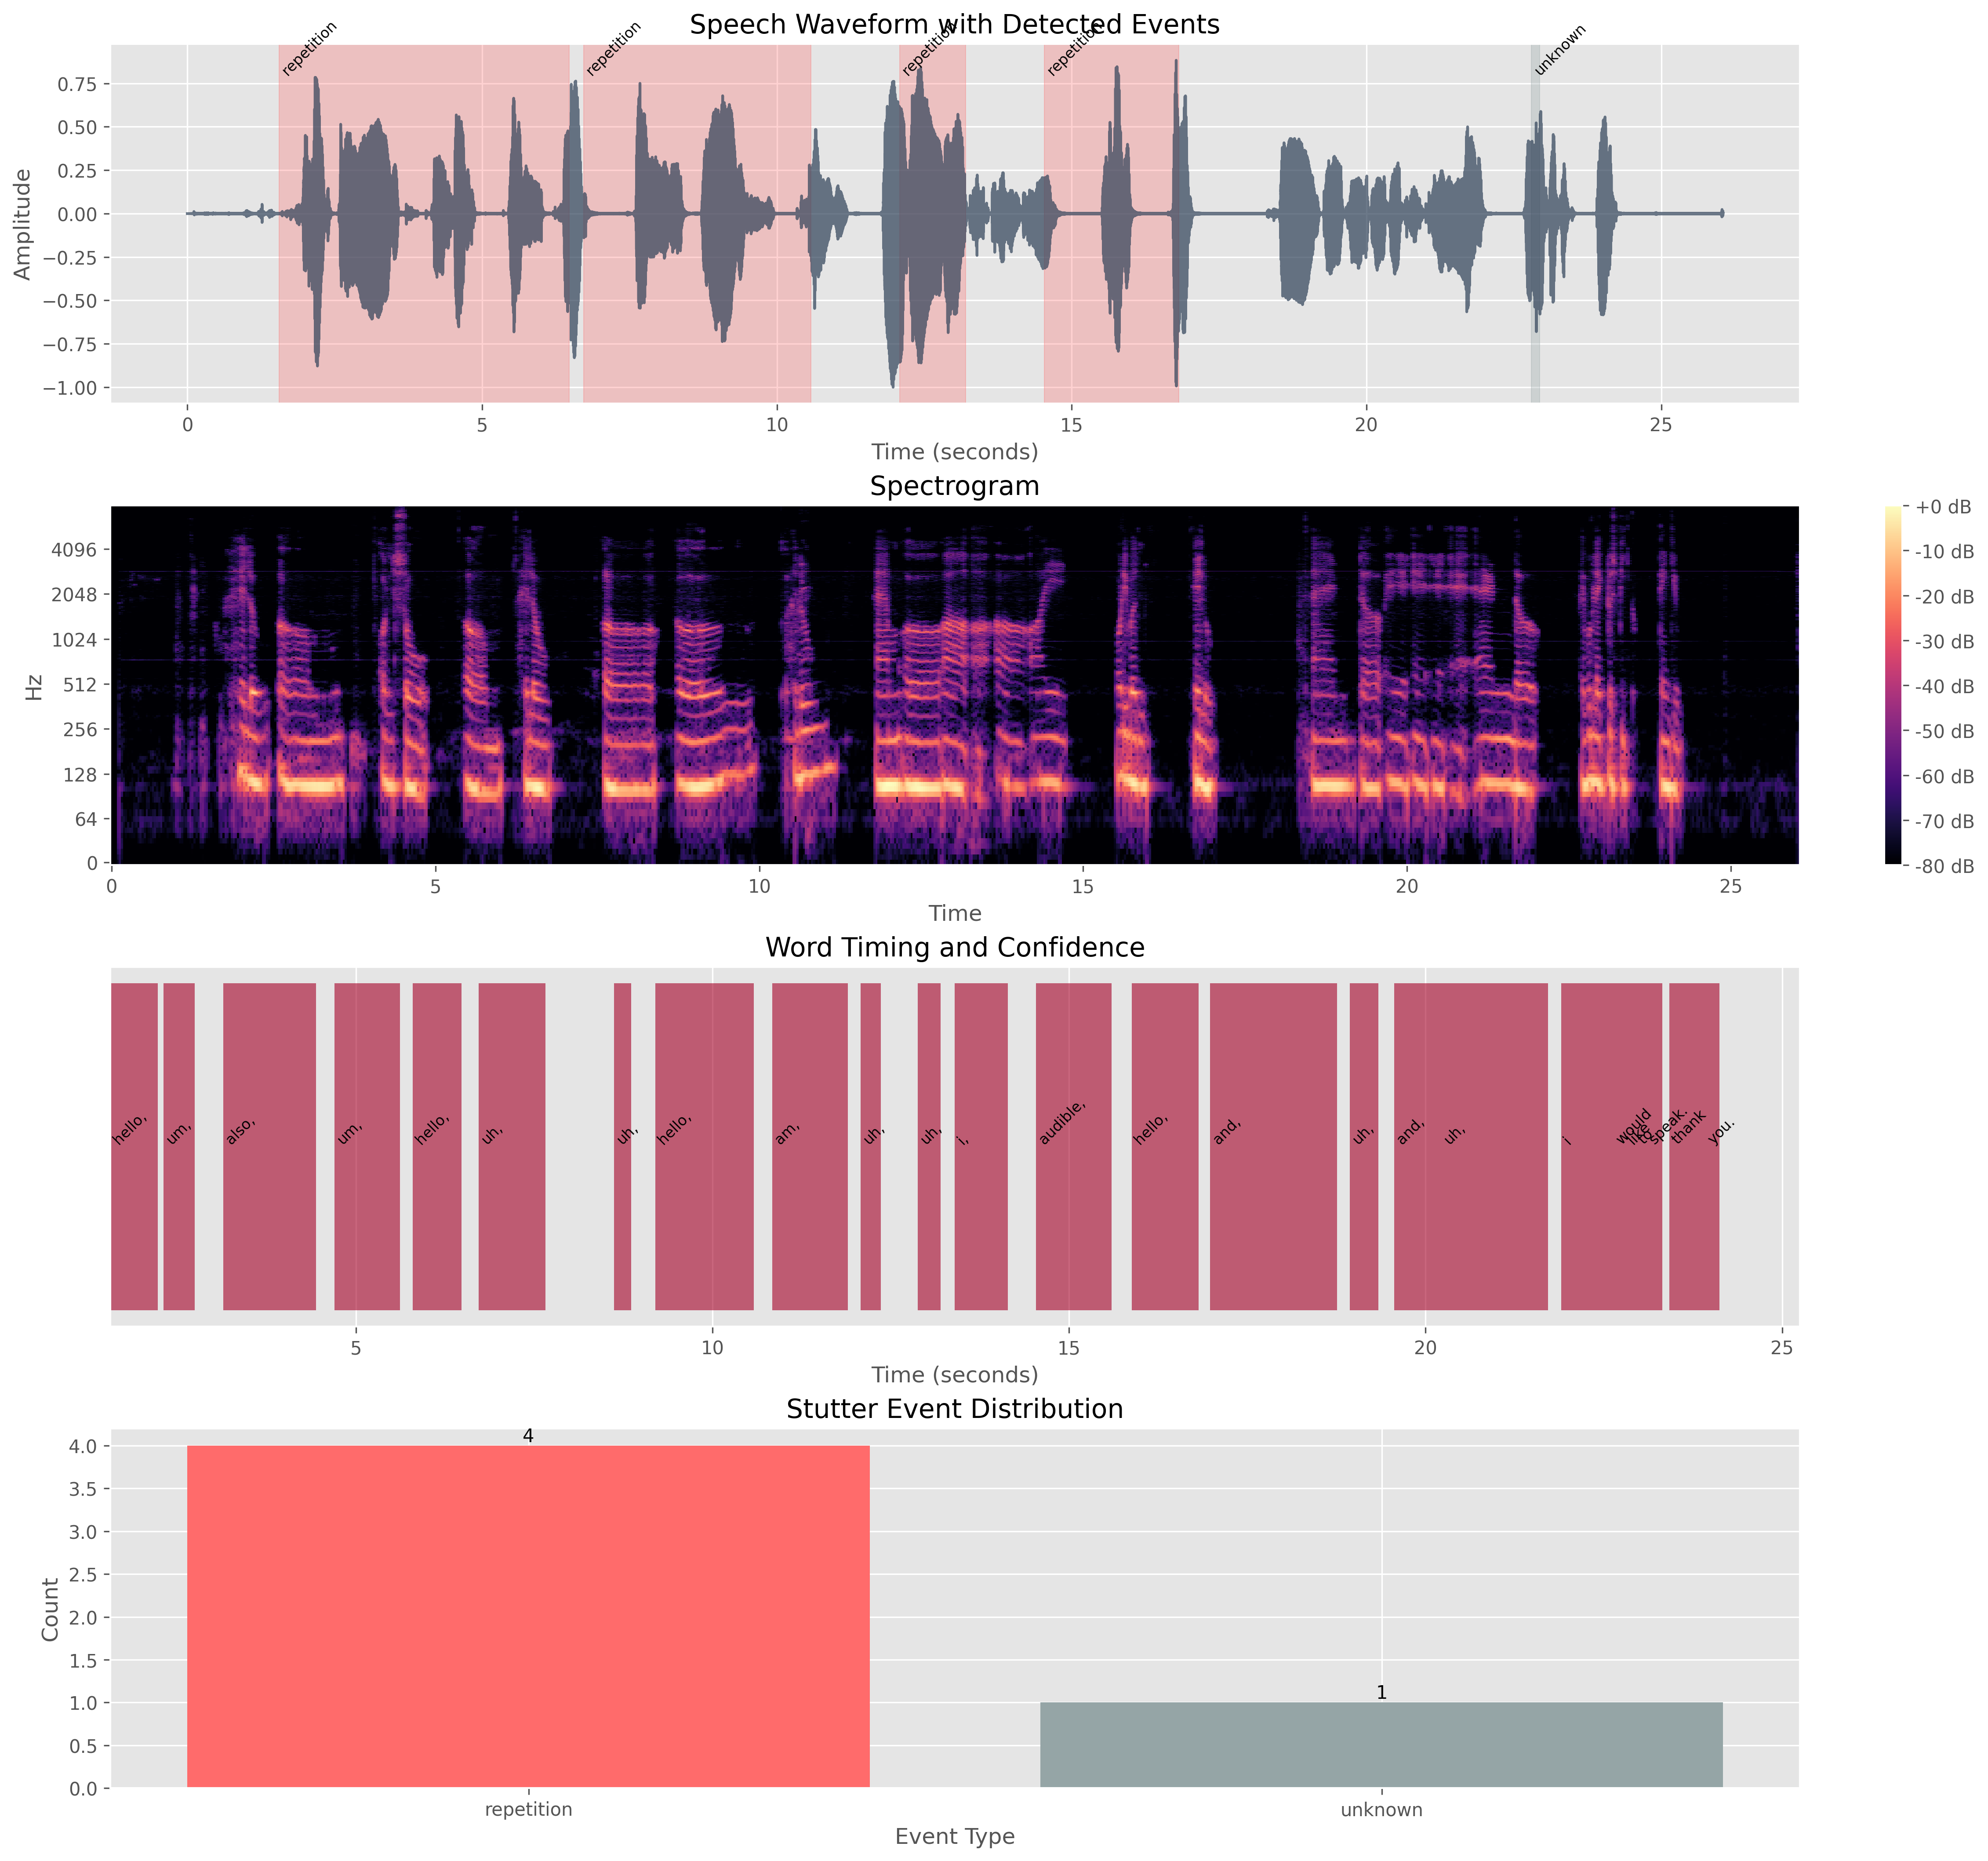 Speech Waveform with Detected Events
repetition
repetition
repetition
repetition
unknown
0.75
0.50
0.25
0.00
−0.25
−0.50
−0.75
−1.00
Amplitude
0 5 10 15 20 25
Time (seconds)
Spectrogram
4096
2048
1024
512
256
128
64
0
Hz
0 5 10 15 20 25
Time
+0 dB
-10 dB
-20 dB
-30 dB
-40 dB
-50 dB
-60 dB
-70 dB
-80 dB
Word Timing and Confidence
hello,
um,
also,
um,
hello,
uh,
uh,
hello,
am,
uh,
uh,
i,
audible,
hello,
and,
uh,
and,
uh,
i
would
like
to
speak.
thank
you.
5 10 15 20 25
Time (seconds)
Stutter Event Distribution
4
1
4.0
3.5
3.0
2.5
2.0
1.5
1.0
0.5
0.0
Count
repetition unknown
Event Type